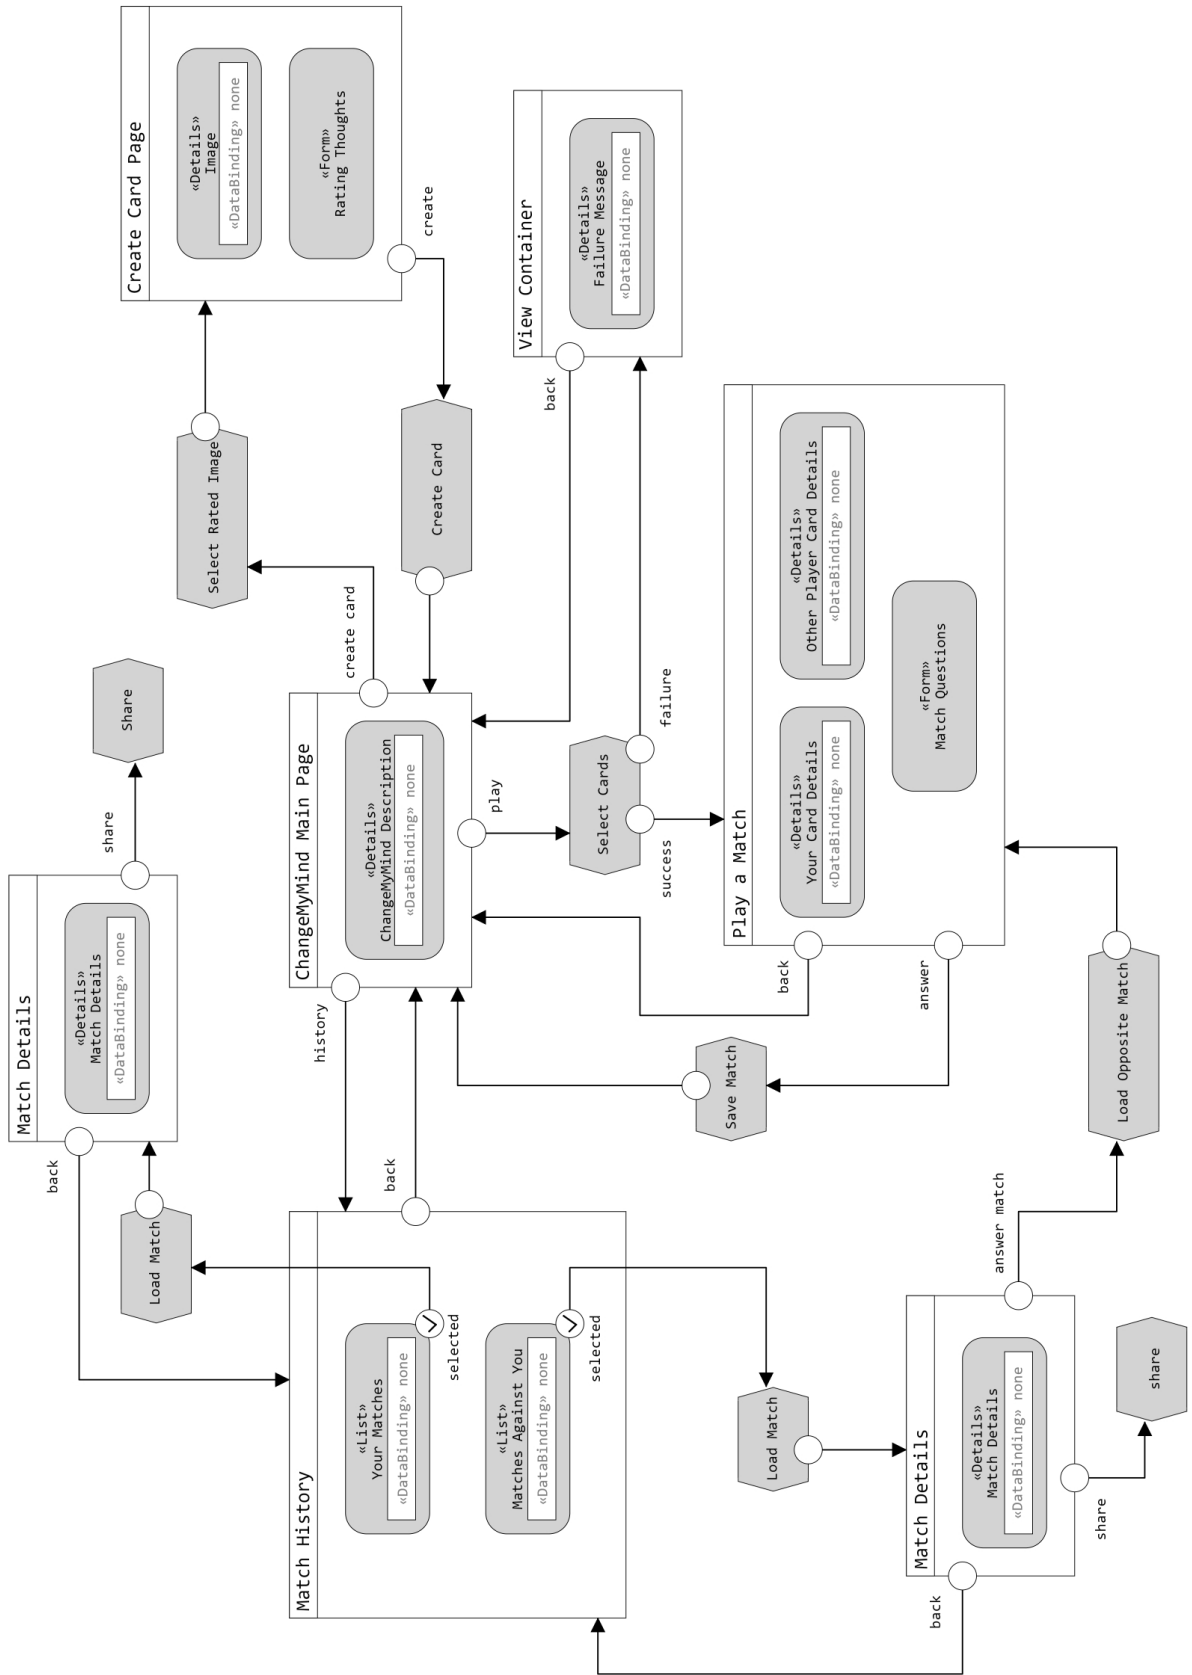 Match History
«List»
Your Matches
«DataBinding» none
selected
«List»
Matches Against You
«DataBinding» none
selected
back
Load Match
Match Details
«Details»
Match Details
«DataBinding» none
back
share
Share
history
ChangeMyMind Main Page
«Details»
ChangeMyMind Description
«DataBinding» none
create card
play
Select Rated Image
Create Card Page
«Details»
Image
«DataBinding» none
«Form»
Rating Thoughts
create
Create Card
Select Cards
success
failure
View Container
«Details»
Failure Message
«DataBinding» none
back
Play a Match
«Details»
Your Card Details
«DataBinding» none
«Details»
Other Player Card Details
«DataBinding» none
«Form»
Match Questions
back
answer
Save Match
Load Match
Match Details
«Details»
Match Details
«DataBinding» none
back
share
share
answer match
Load Opposite Match